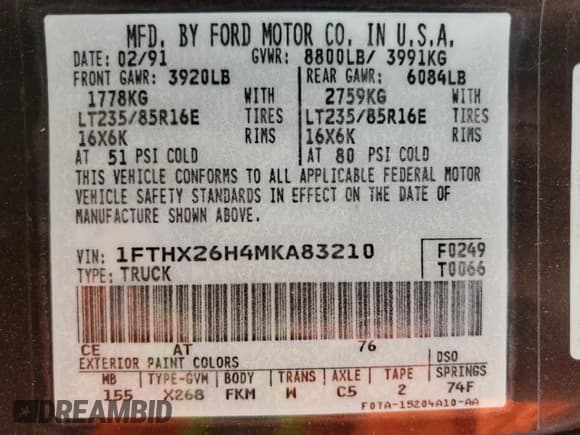 MFD. BY FORD MOTOR CO. IN U.S.A.
DATE: 02/91 GVWR: 8800LB/ 3991KG
FRONT GAWR: 3920LB REAR GAWR: 6084LB
1778KG WITH 2759KG WITH
LT235/85R16E TIRES LT235/85R16E TIRES
16X6K RIMS 16X6K RIMS
AT 51 PSI COLD AT 80 PSI COLD
THIS VEHICLE CONFORMS TO ALL APPLICABLE FEDERAL MOTOR
VEHICLE SAFETY STANDARDS IN EFFECT ON THE DATE OF
MANUFACTURE SHOWN ABOVE.
VIN: 1FTHX26H4MKA83210 F0249
TYPE: TRUCK T0066
CE AT 76
EXTERIOR PAINT COLORS DSO
WB TYPE-GVW BODY TRANS AXLE TAPE SPRINGS
155 X268 FKM W C5 2 74F
F0TA-15204A10-AA
DREAMBID